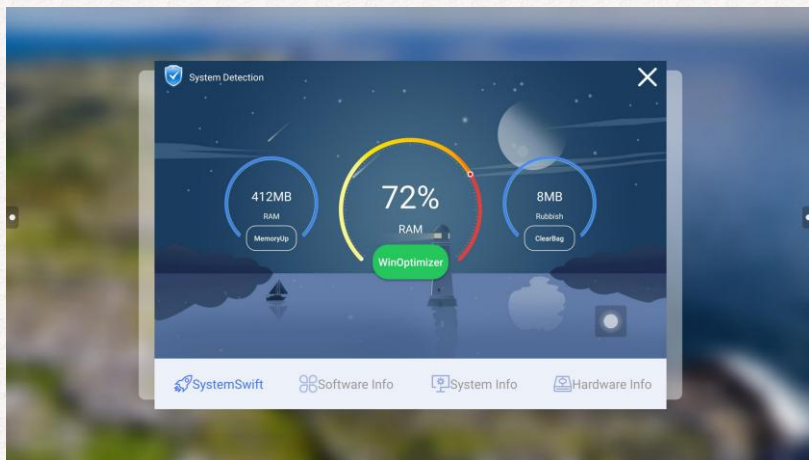 System Detection
412MB
RAM
MemoryUp
72%
RAM
WinOptimizer
8MB
Rubbish
ClearBag
SystemSwift
Software Info
System Info
Hardware Info